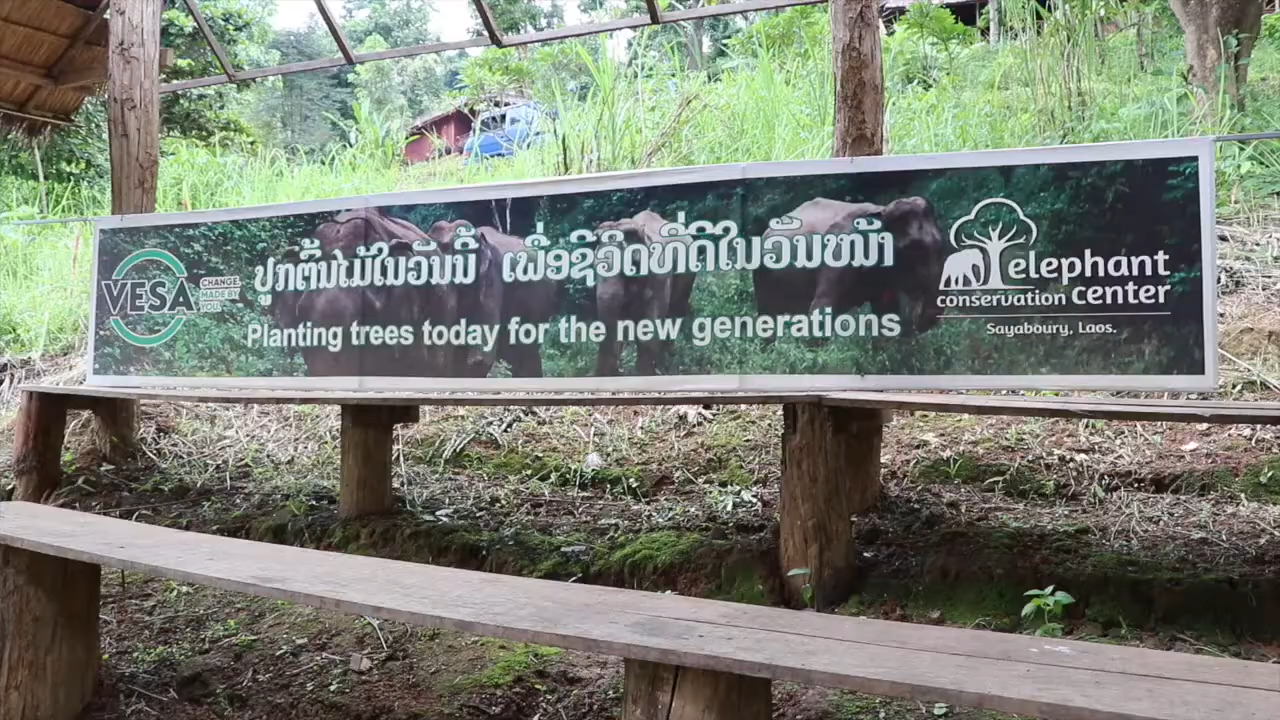 VESA
CHANGE.
MADE BY
YOU.
ປູກຕົ້ນໄມ້ໃນວັນນີ້ ເພື່ອຊີວິດທີ່ດີໃນວັນໜ້າ
Planting trees today for the new generations
elephant
conservation center
Sayaboury, Laos.